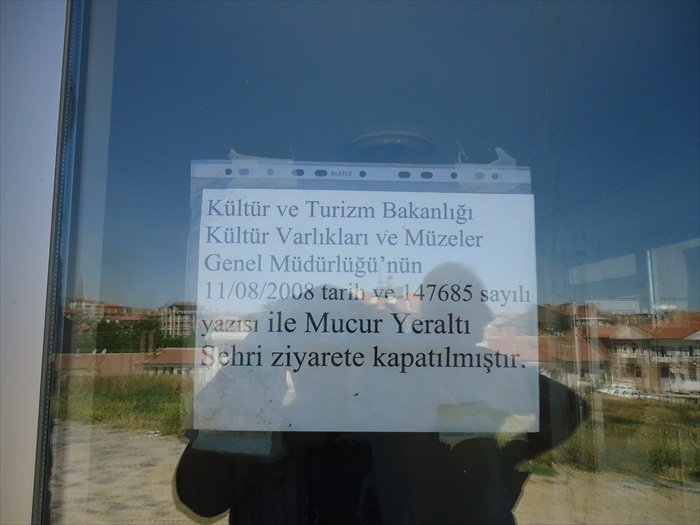 Kültür ve Turizm Bakanlığı
Kültür Varlıkları ve Müzeler
Genel Müdürlüğü’nün
11/08/2008 tarih ve 147685 sayılı
yazısı ile Mucur Yeraltı
Şehri ziyarete kapatılmıştır.